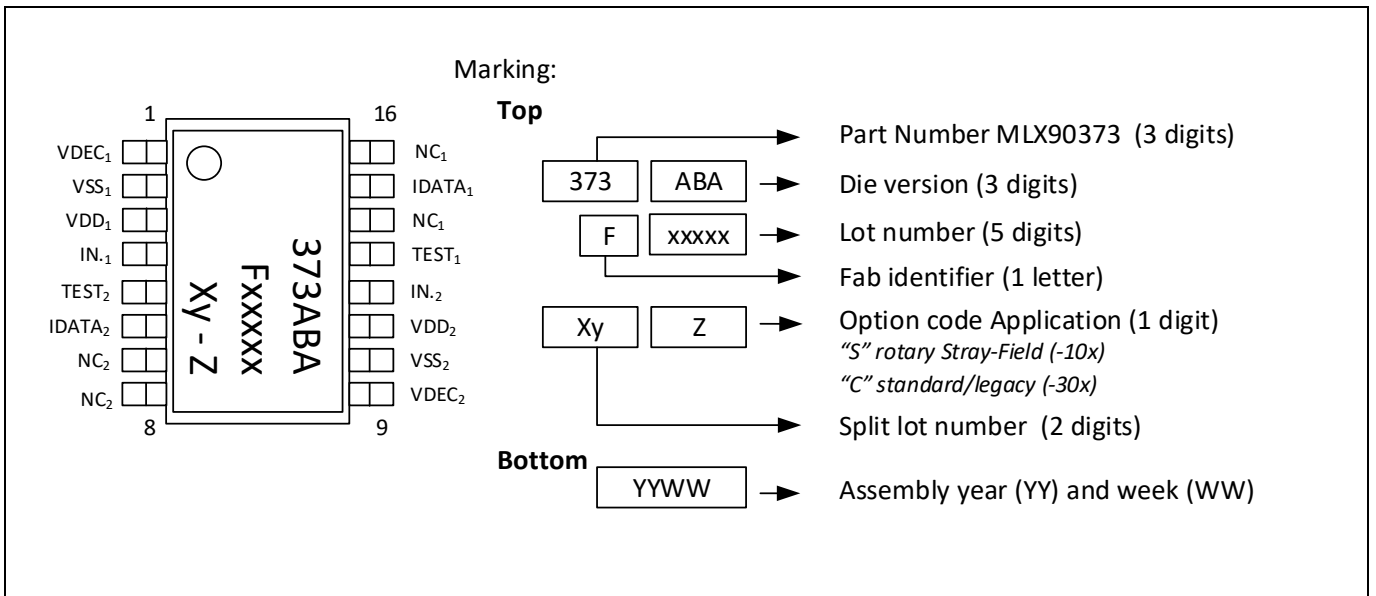 Marking:
Top
1 16
VDEC₁ NC₁
VSS₁ IDATA₁
VDD₁ NC₁
IN.₁ TEST₁
TEST₂ IN.₂
IDATA₂ VDD₂
NC₂ VSS₂
NC₂ VDEC₂
8 9
373ABA
Fxxxxx
Xy - Z
Part Number MLX90373 (3 digits)
373 ABA Die version (3 digits)
F xxxxx Lot number (5 digits)
Fab identifier (1 letter)
Xy Z Option code Application (1 digit)
“S” rotary Stray-Field (-10x)
“C” standard/legacy (-30x)
Split lot number (2 digits)
Bottom
YYWW Assembly year (YY) and week (WW)